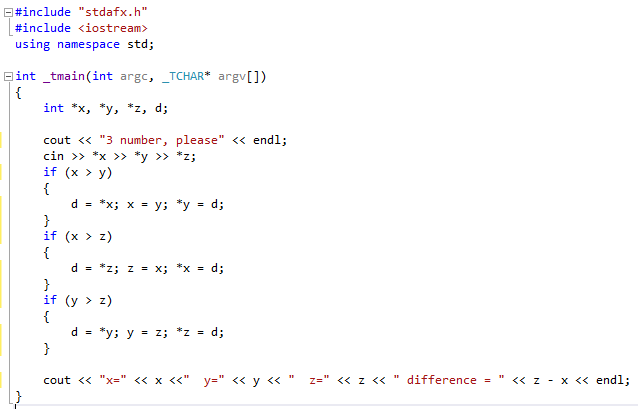 #include "stdafx.h"
#include <iostream>
using namespace std;
int _tmain(int argc, _TCHAR* argv[])
{
int *x, *y, *z, d;
cout << "3 number, please" << endl;
cin >> *x >> *y >> *z;
if (x > y)
{
d = *x; x = y; *y = d;
}
if (x > z)
{
d = *z; z = x; *x = d;
}
if (y > z)
{
d = *y; y = z; *z = d;
}
cout << "x=" << x <<"  y=" << y << "  z=" << z << " difference = " << z - x << endl;
}